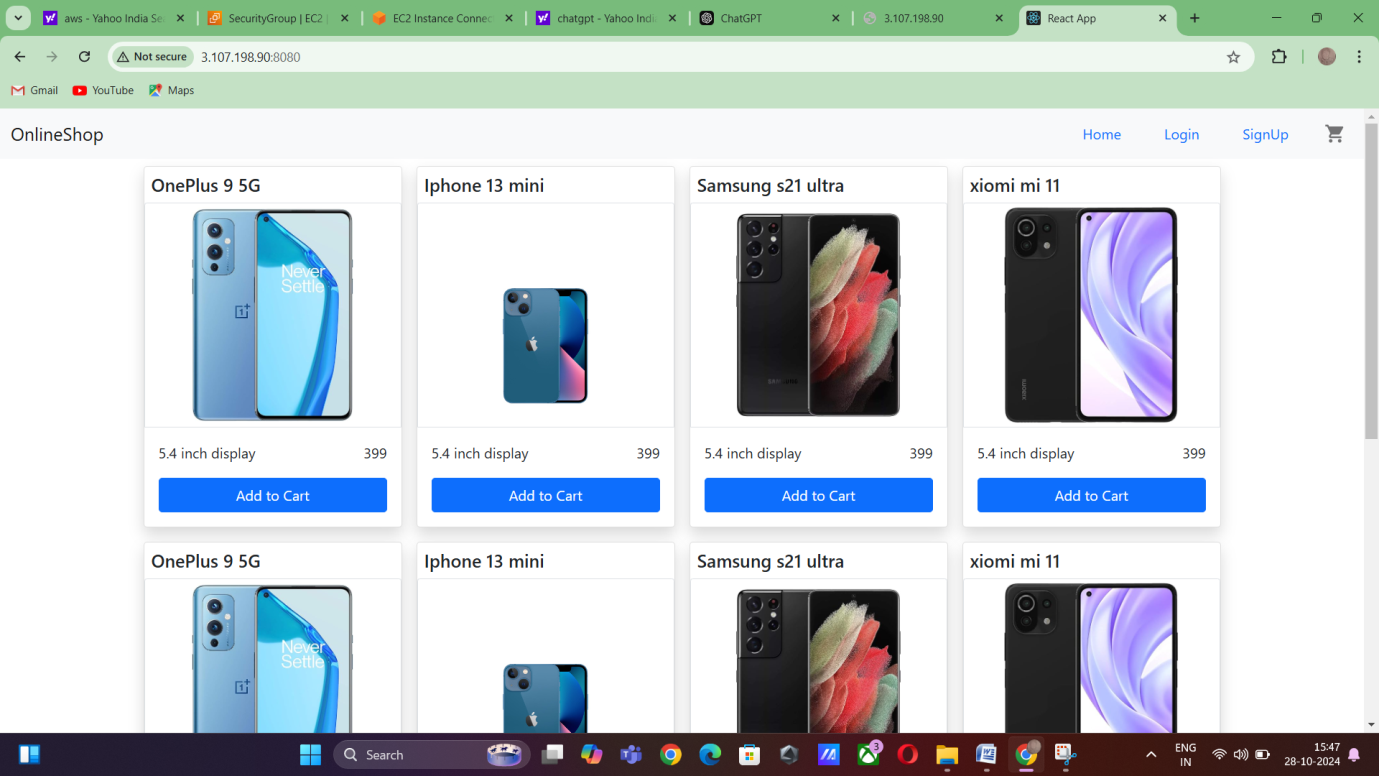 aws - Yahoo India Se
SecurityGroup | EC2 |
EC2 Instance Connec
chatgpt - Yahoo India
ChatGPT
3.107.198.90
React App
Not secure
3.107.198.90:8080
Gmail
YouTube
Maps
OnlineShop
Home
Login
SignUp
OnePlus 9 5G
Iphone 13 mini
Samsung s21 ultra
xiomi mi 11
Never
Settle
SAMSUNG
XIAOMI
5.4 inch display 399
5.4 inch display 399
5.4 inch display 399
5.4 inch display 399
Add to Cart
Add to Cart
Add to Cart
Add to Cart
OnePlus 9 5G
Iphone 13 mini
Samsung s21 ultra
xiomi mi 11
Never
Settle
Search
3
ENG
IN
15:47
28-10-2024